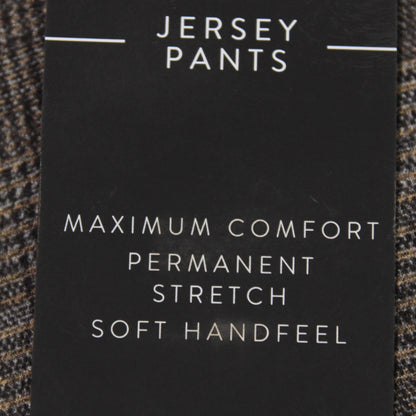 JERSEY
PANTS
MAXIMUM COMFORT
PERMANENT
STRETCH
SOFT HANDFEEL